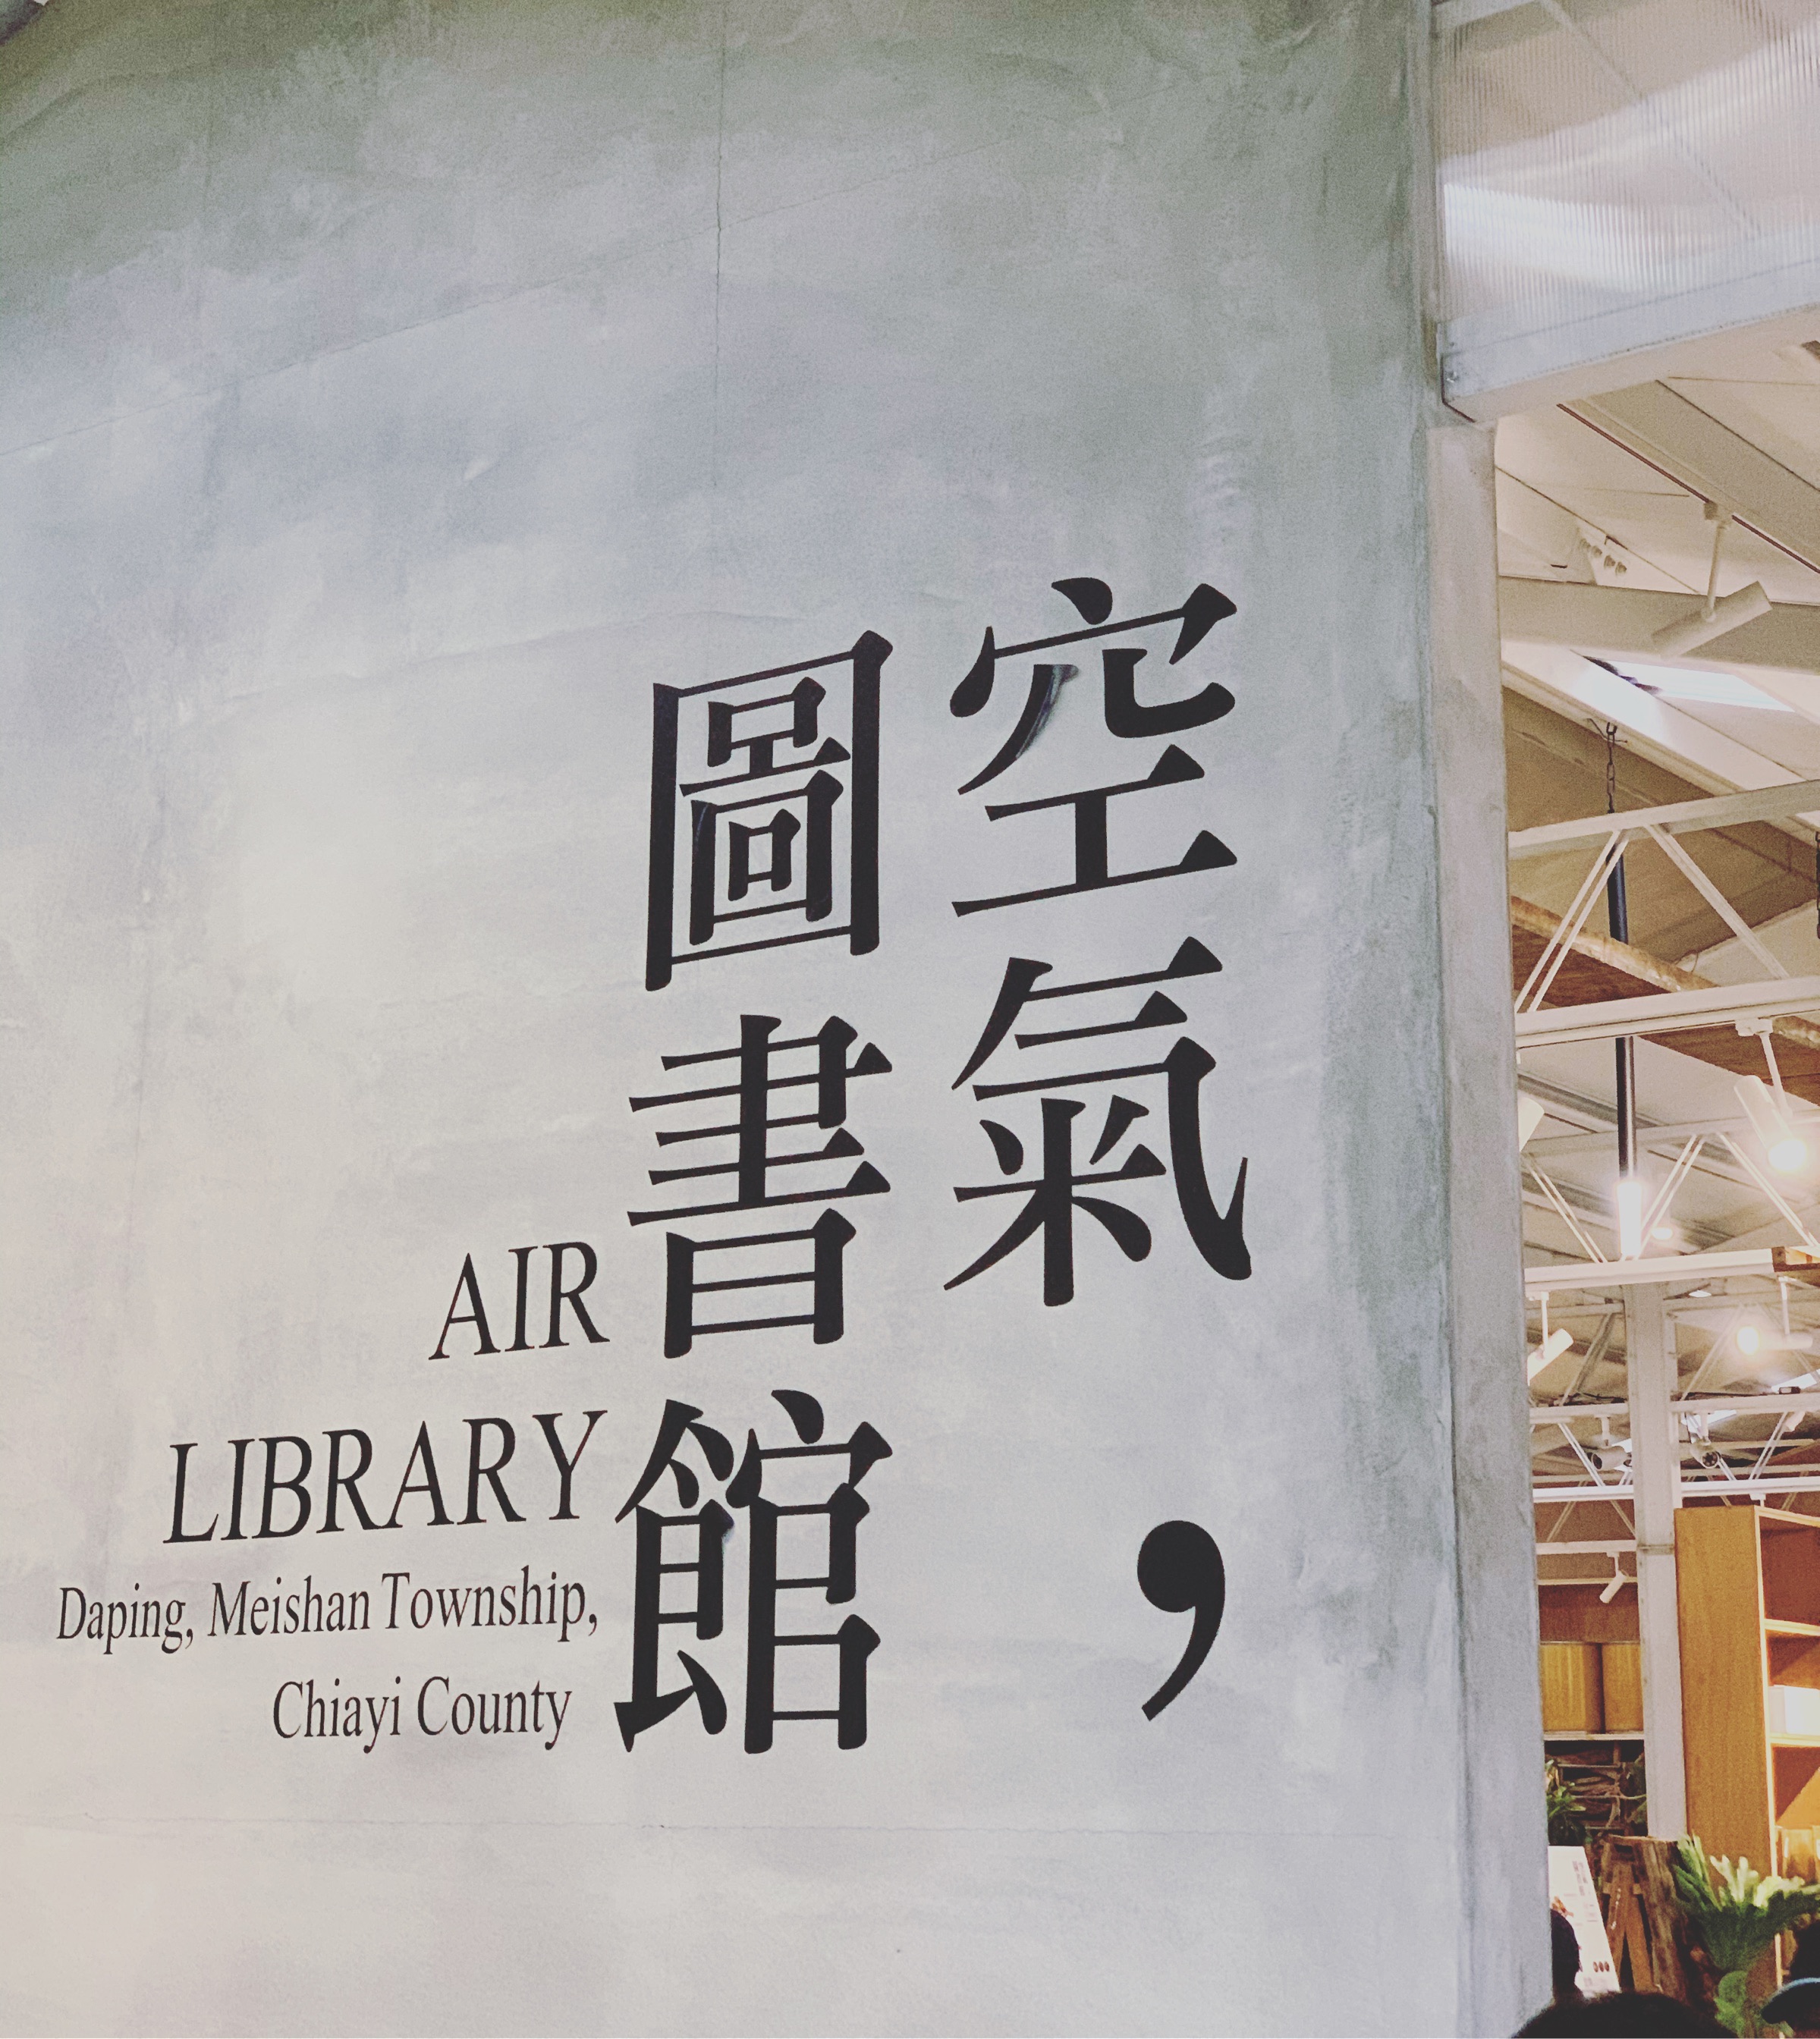 空氣，
圖書館
AIR
LIBRARY
Daping, Meishan Township,
Chiayi County